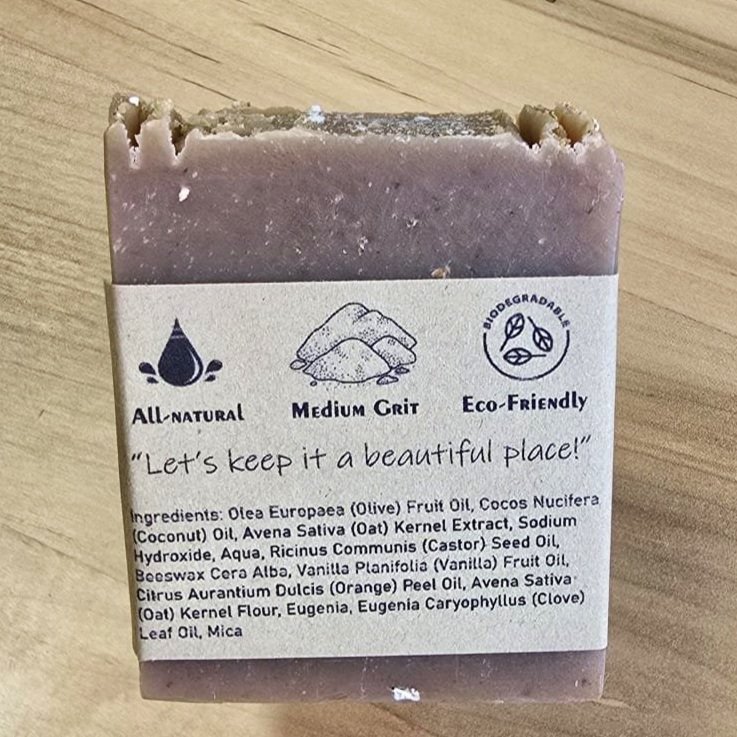 BIODEGRADABLE
All-natural
Medium Grit
Eco-Friendly
“Let's keep it a beautiful place!”
Ingredients: Olea Europaea (Olive) Fruit Oil, Cocos Nucifera
(Coconut) Oil, Avena Sativa (Oat) Kernel Extract, Sodium
Hydroxide, Aqua, Ricinus Communis (Castor) Seed Oil,
Beeswax Cera Alba, Vanilla Planifolia (Vanilla) Fruit Oil,
Citrus Aurantium Dulcis (Orange) Peel Oil, Avena Sativa
(Oat) Kernel Flour, Eugenia, Eugenia Caryophyllus (Clove)
Leaf Oil, Mica